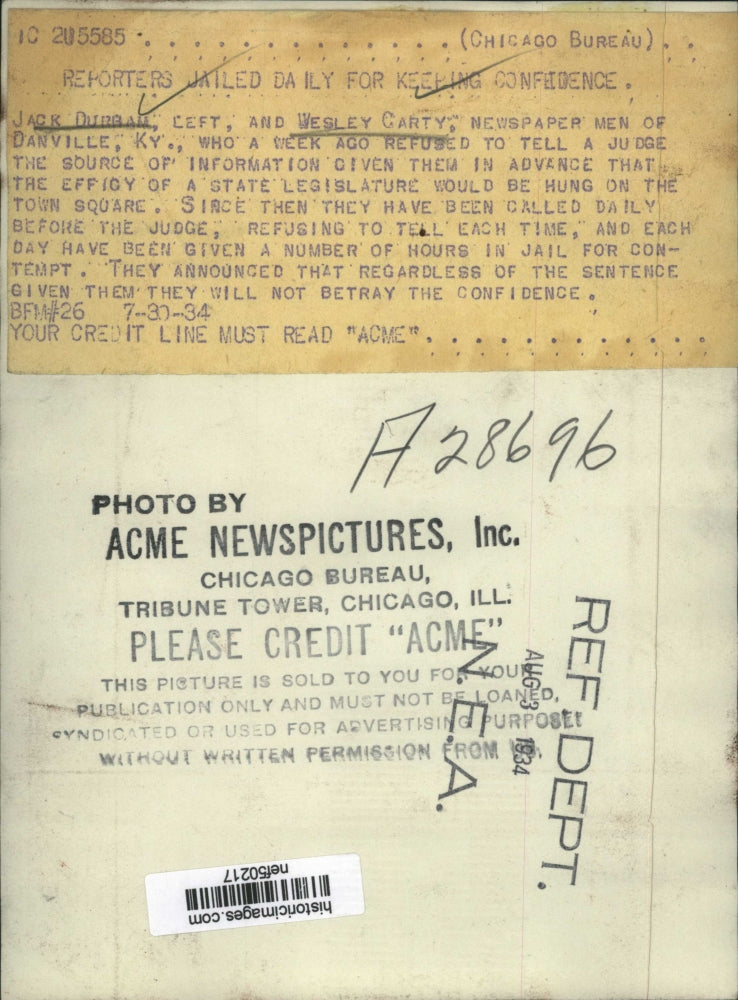 IC 205585 . . . . . . . . . . . . . (CHICAGO BUREAU) . .
REPORTERS JAILED DAILY FOR KEEPING CONFIDENCE.
JACK DURHAM, LEFT, AND WESLEY CARTY, NEWSPAPER MEN OF
DANVILLE, KY., WHO A WEEK AGO REFUSED TO TELL A JUDGE
THE SOURCE OF INFORMATION GIVEN THEM IN ADVANCE THAT
THE EFFIGY OF A STATE LEGISLATURE WOULD BE HUNG ON THE
TOWN SQUARE. SINCE THEN THEY HAVE BEEN CALLED DAILY
BEFORE THE JUDGE, REFUSING TO TELL EACH TIME, AND EACH
DAY HAVE BEEN GIVEN A NUMBER OF HOURS IN JAIL FOR CON-
TEMPT. THEY ANNOUNCED THAT REGARDLESS OF THE SENTENCE
GIVEN THEM THEY WILL NOT BETRAY THE CONFIDENCE.
BFM#26 7-30-34
YOUR CREDIT LINE MUST READ "ACME". . . . . . . . . . . .
A28696
PHOTO BY
ACME NEWSPICTURES, Inc.
CHICAGO BUREAU,
TRIBUNE TOWER, CHICAGO, ILL.
PLEASE CREDIT "ACME"
THIS PICTURE IS SOLD TO YOU FOR YOUR
PUBLICATION ONLY AND MUST NOT BE LOANED,
SYNDICATED OR USED FOR ADVERTISING PURPOSES
WITHOUT WRITTEN PERMISSION FROM US.
N.E.A.
AUG 3 1934
REF. DEPT.
historicimages.com
nef50217